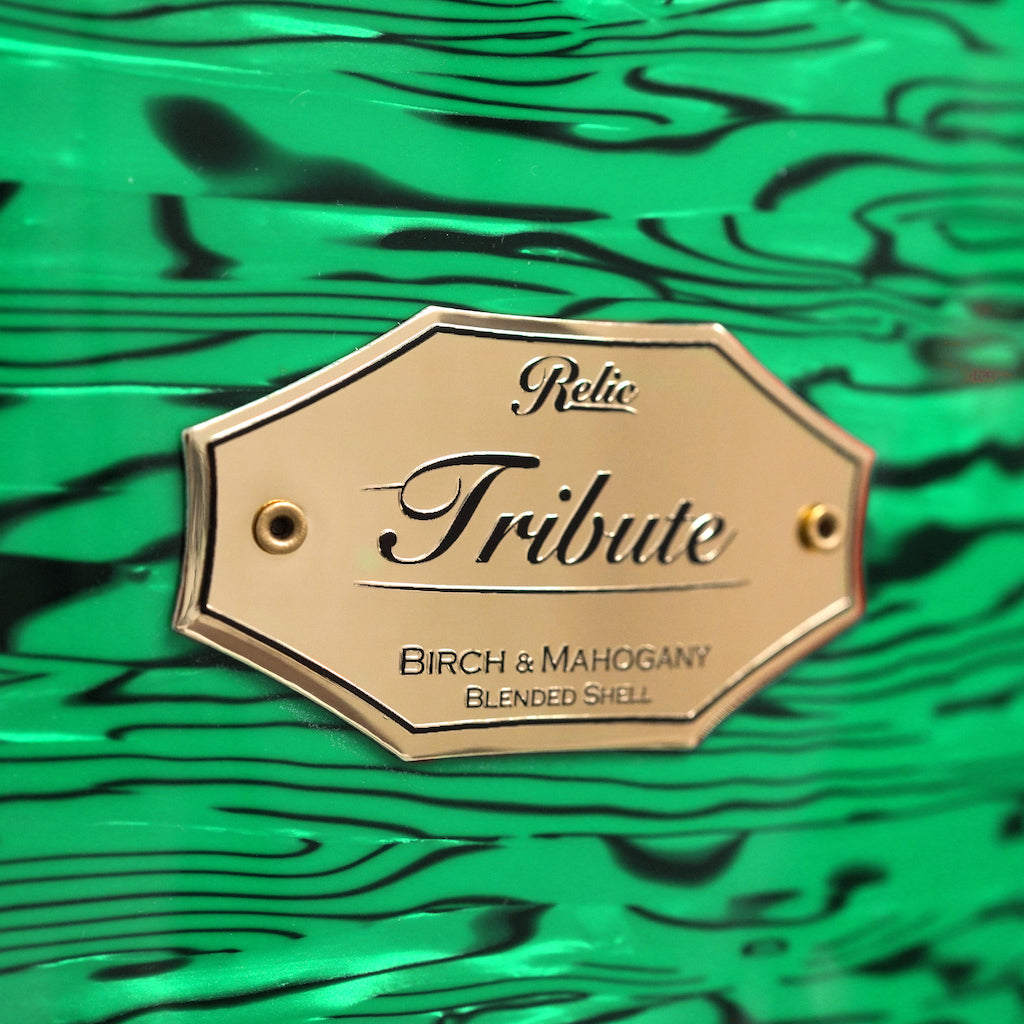 Relic
Tribute
BIRCH & MAHOGANY
BLENDED SHELL